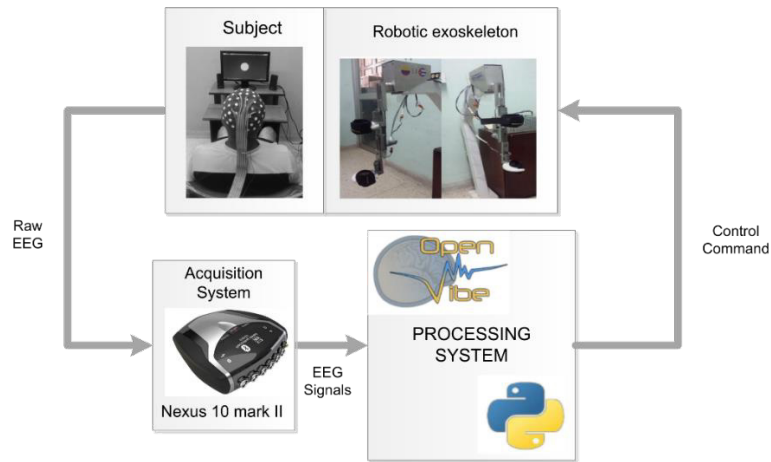 Subject
Robotic exoskeleton
Raw
EEG
Control
Command
Acquisition
System
Nexus 10 mark II
EEG
Signals
Open
Vibe
PROCESSING
SYSTEM